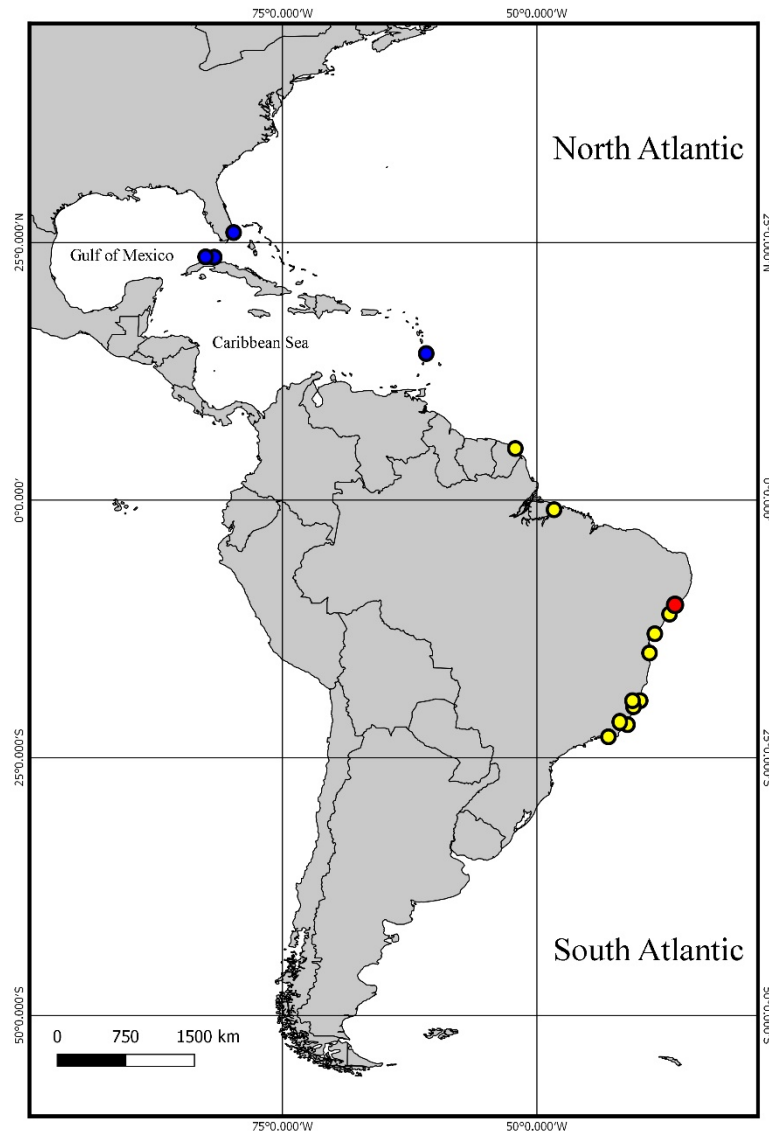 75°0.000'W 50°0.000'W
North Atlantic
25°0.000'N 25°0.000'N
Gulf of Mexico
Caribbean Sea
0°0.000' 0°0.000'
25°0.000'S 25°0.000'S
South Atlantic
50°0.000'S 50°0.000'S
0 750 1500 km
75°0.000'W 50°0.000'W